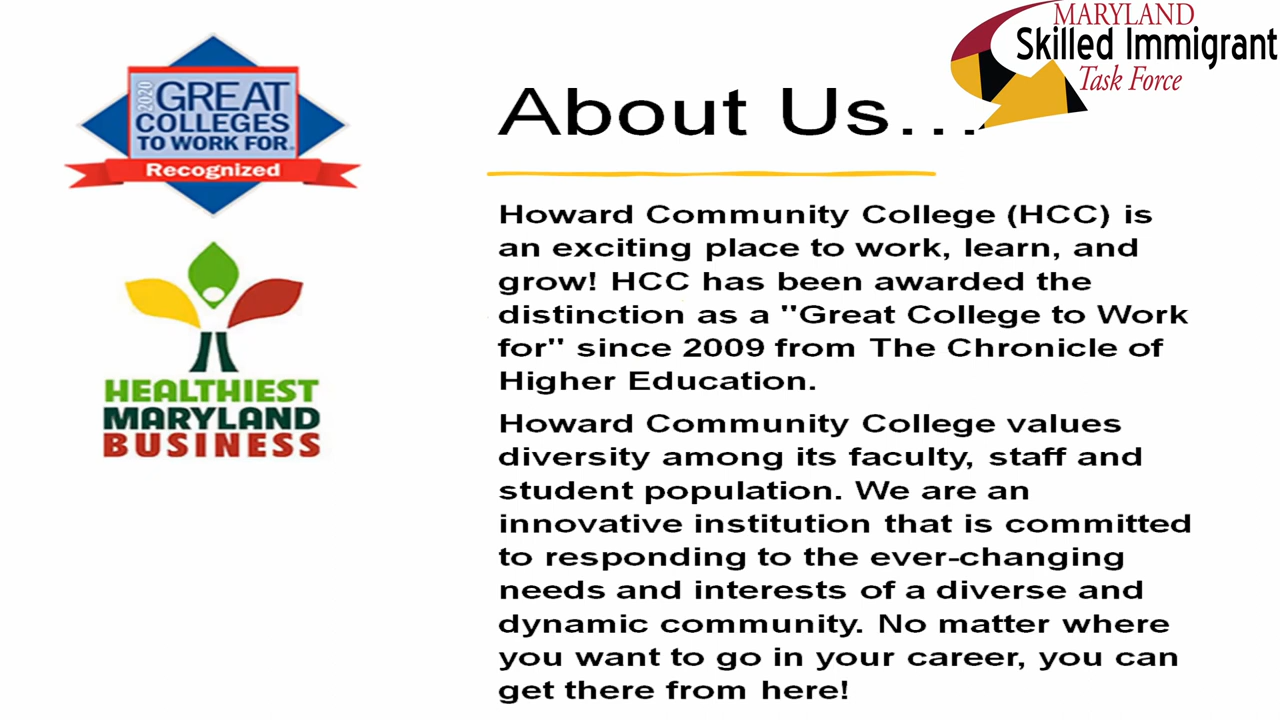 MARYLAND
Skilled Immigrant
Task Force
2020
GREAT
COLLEGES
TO WORK FOR
Recognized
HEALTHIEST
MARYLAND
BUSINESS
About Us...
Howard Community College (HCC) is
an exciting place to work, learn, and
grow! HCC has been awarded the
distinction as a "Great College to Work
for" since 2009 from The Chronicle of
Higher Education.
Howard Community College values
diversity among its faculty, staff and
student population. We are an
innovative institution that is committed
to responding to the ever-changing
needs and interests of a diverse and
dynamic community. No matter where
you want to go in your career, you can
get there from here!